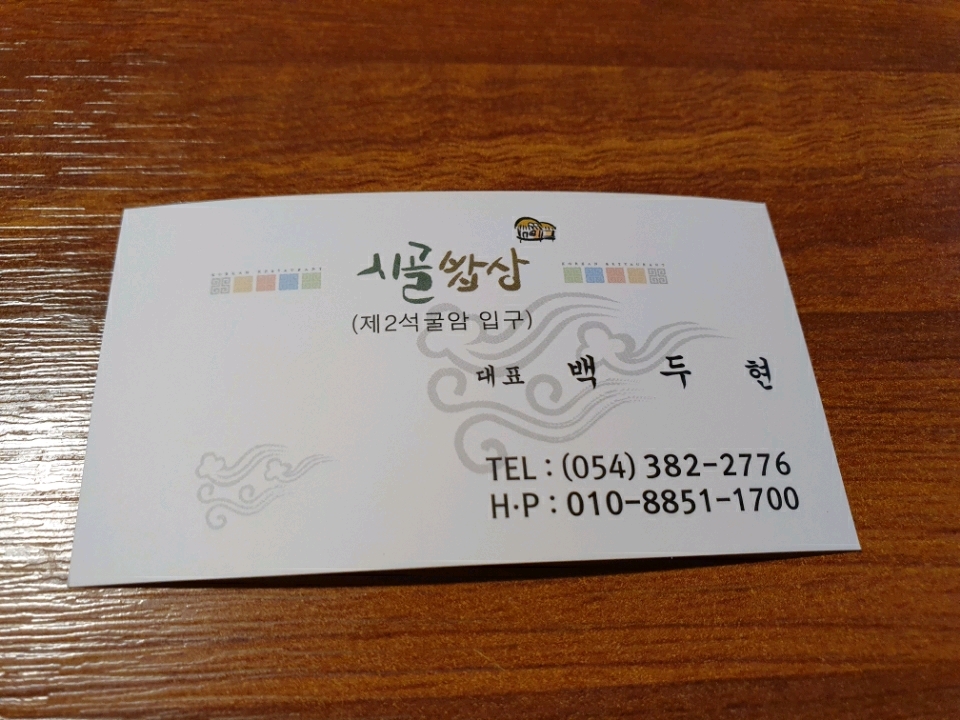 시골밥상
(제2석굴암 입구)
대표 백 두 현
TEL : (054) 382-2776
H·P : 010-8851-1700